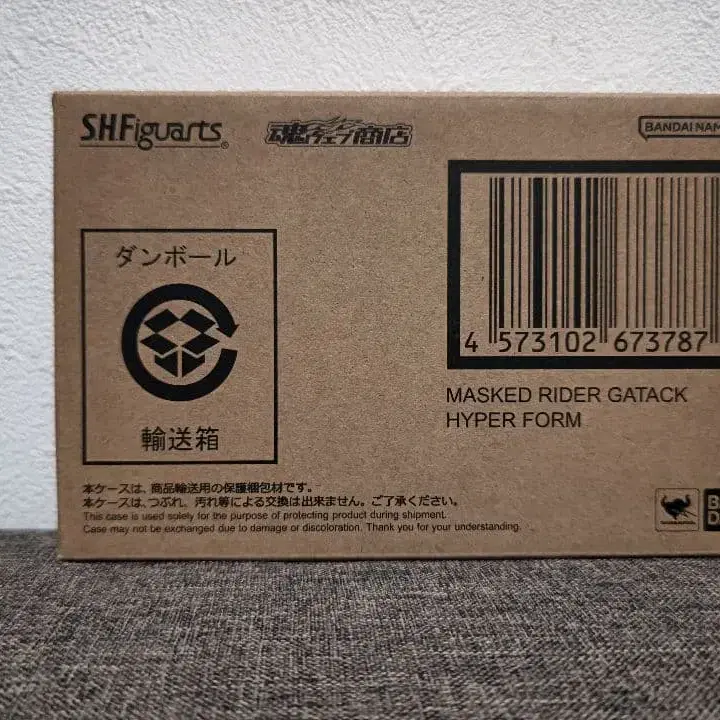 S.H.Figuarts®
魂ウェブ商店
BANDAI NAM
ダンボール
輸送箱
4 573102 673787
MASKED RIDER GATACK
HYPER FORM
本ケースは、商品輸送用の保護梱包材です。
本ケースは、つぶれ、汚れ等による交換は出来ません。ご了承ください。
This case is used solely for the purpose of protecting product during shipment.
Case may not be exchanged due to damage or discoloration. Thank you for your understanding.